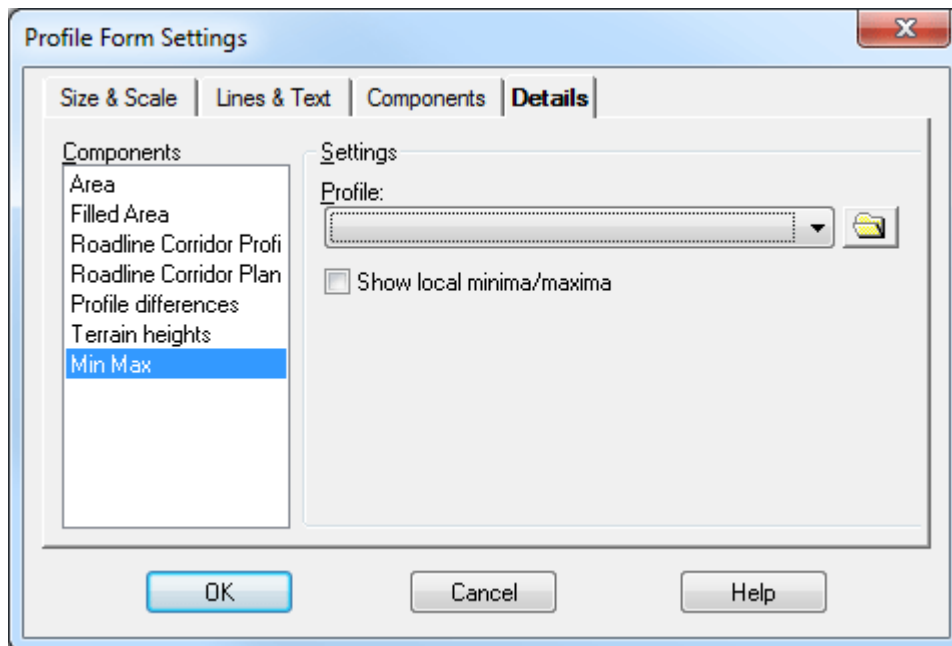 Profile Form Settings
Size & Scale
Lines & Text
Components
Details
Components
Area
Filled Area
Roadline Corridor Profi
Roadline Corridor Plan
Profile differences
Terrain heights
Min Max
Settings
Profile:
Show local minima/maxima
OK
Cancel
Help